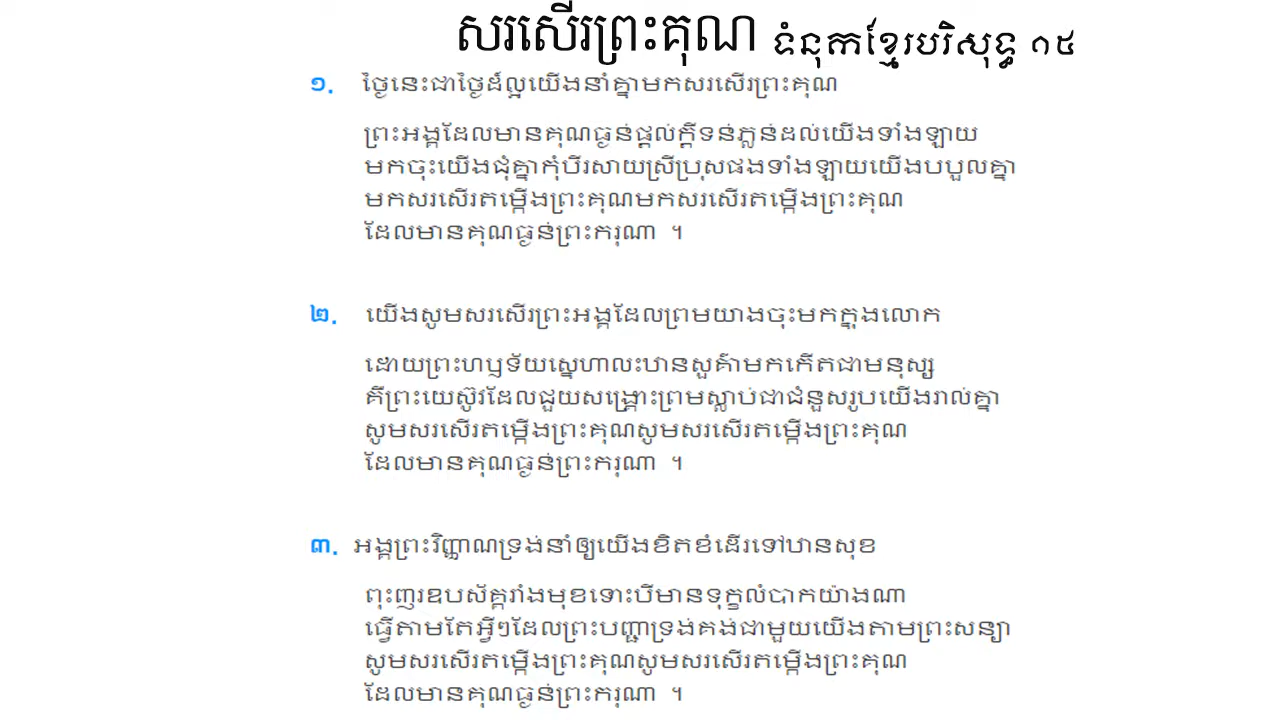 សរសើរព្រះគុណ ទំនុកខ្មែរបរិសុទ្ធ ១៥
១. ថ្ងៃនេះជាថ្ងៃដ៍ល្អយើងនាំគ្នាមកសរសើរព្រះគុណ
ព្រះអង្គដែលមានគុណធ្ងន់ផ្តល់ក្តីទន់ភ្លន់ដល់យើងទាំងឡាយ
មកចុះយើងជុំគ្នាកុំបីរសាយស្រីប្រុសផងទាំងឡាយយើងបបួលគ្នា
មកសរសើរតម្កើងព្រះគុណមកសរសើរតម្កើងព្រះគុណ
ដែលមានគុណធ្ងន់ព្រះករុណា ។
២. យើងសូមសរសើរព្រះអង្គដែលព្រមយាងចុះមកក្នុងលោក
ដោយព្រះហឫទ័យស្នេហាលះឋានសួគ៌ាមកកើតជាមនុស្ស
គឺព្រះយេស៊ូវដែលជួយសង្គ្រោះព្រមស្លាប់ជាជំនួសរូបយើងរាល់គ្នា
សូមសរសើរតម្កើងព្រះគុណសូមសរសើរតម្កើងព្រះគុណ
ដែលមានគុណធ្ងន់ព្រះករុណា ។
៣. អង្គព្រះវិញ្ញាណទ្រង់នាំឲ្យយើងខិតខំដើរទៅឋានសុខ
ពុះញរឧបស័គ្គរាំងមុខទោះបីមានទុក្ខលំបាកយ៉ាងណា
ធ្វើតាមតែអ្វីៗដែលព្រះបញ្ជាទ្រង់គង់ជាមួយយើងតាមព្រះសន្យា
សូមសរសើរតម្កើងព្រះគុណសូមសរសើរតម្កើងព្រះគុណ
ដែលមានគុណធ្ងន់ព្រះករុណា ។